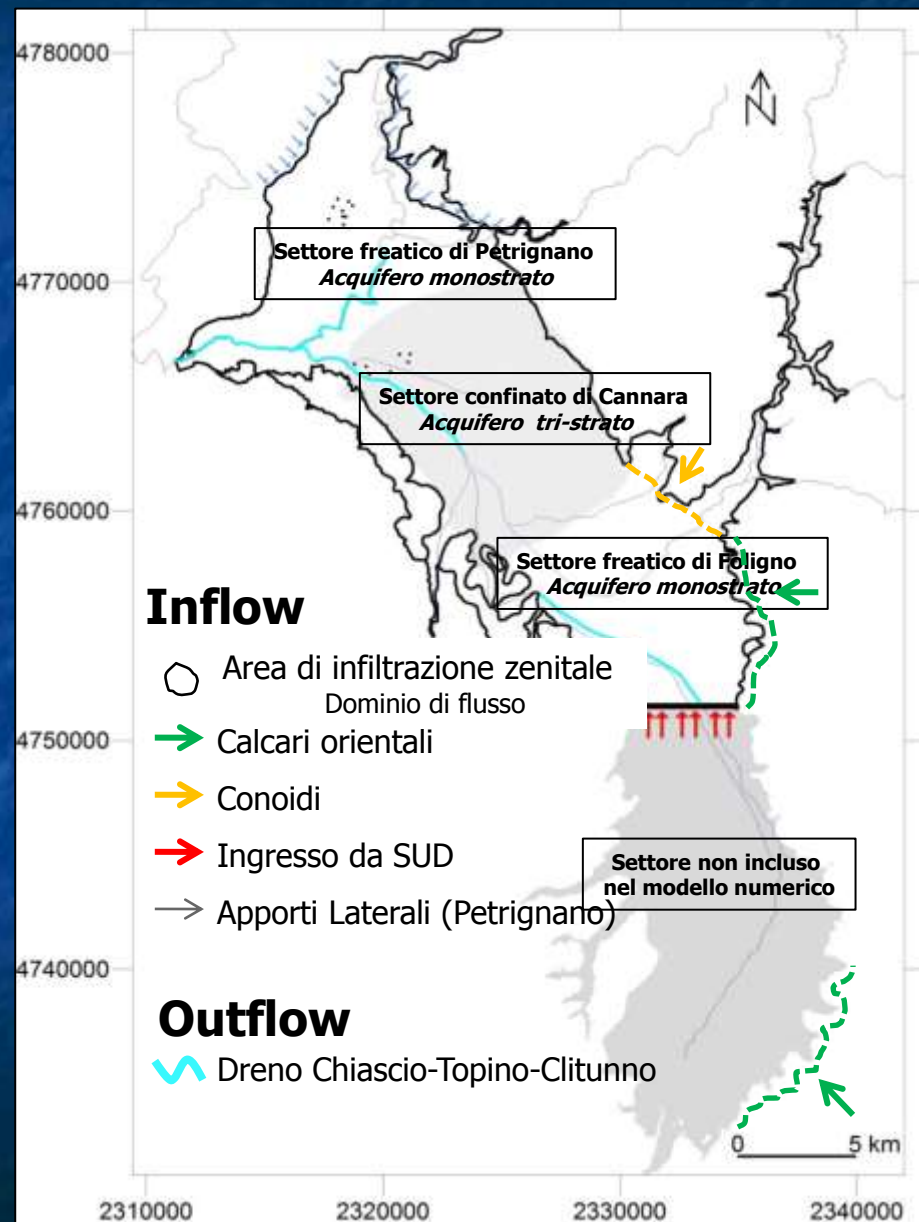 4780000
N
Settore freatico di Petrignano
Acquifero monostrato
4770000
Settore confinato di Cannara
Acquifero tri-strato
4760000
Settore freatico di Foligno
Acquifero monostrato
Inflow
Area di infiltrazione zenitale
Dominio di flusso
4750000
Calcari orientali
Conoidi
Ingresso da SUD
Settore non incluso
nel modello numerico
Apporti Laterali (Petrignano)
4740000
Outflow
Dreno Chiascio-Topino-Clitunno
0 5 km
2310000 2320000 2330000 2340000